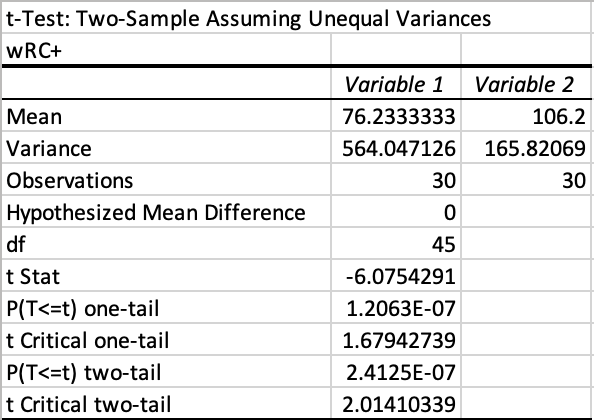 t-Test: Two-Sample Assuming Unequal Variances
wRC+
Variable 1 Variable 2
Mean 76.2333333 106.2
Variance 564.047126 165.82069
Observations 30 30
Hypothesized Mean Difference 0
df 45
t Stat -6.0754291
P(T<=t) one-tail 1.2063E-07
t Critical one-tail 1.67942739
P(T<=t) two-tail 2.4125E-07
t Critical two-tail 2.01410339